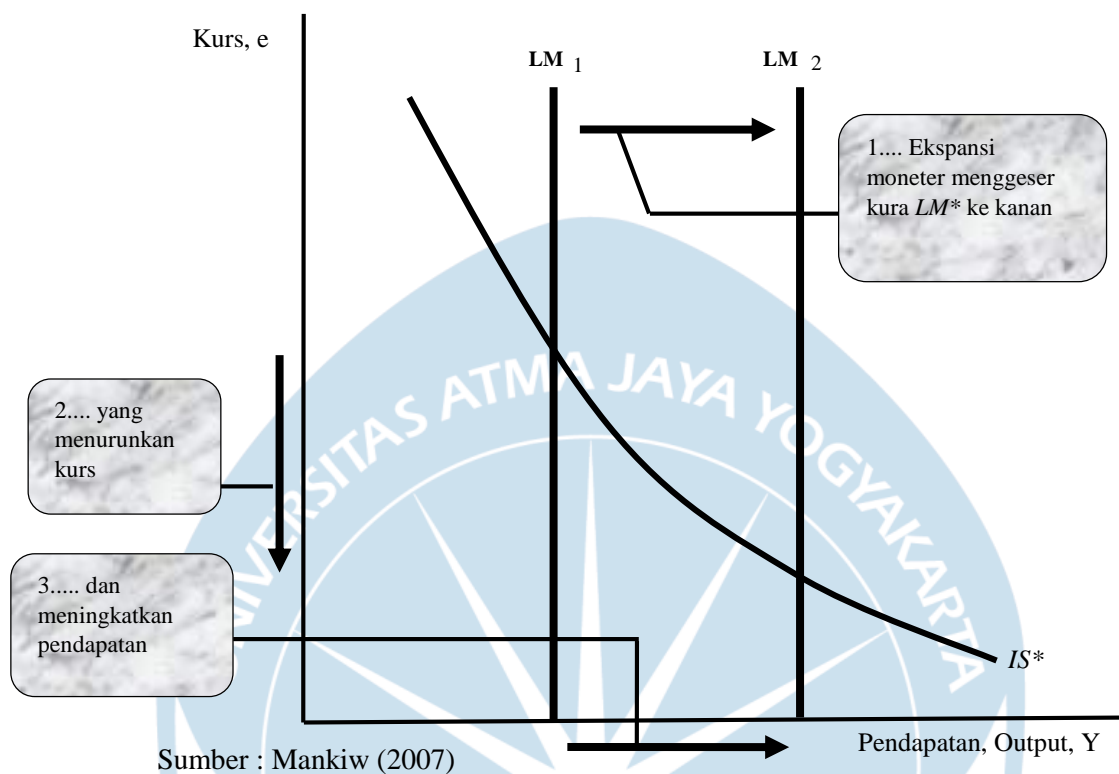 Kurs, e
LM 1
LM 2
1.... Ekspansi
moneter menggeser
kura LM* ke kanan
2.... yang
menurunkan
kurs
3..... dan
meningkatkan
pendapatan
UNIVERSITAS ATMA JAYA YOGYAKARTA
IS*
Pendapatan, Output, Y
Sumber : Mankiw (2007)